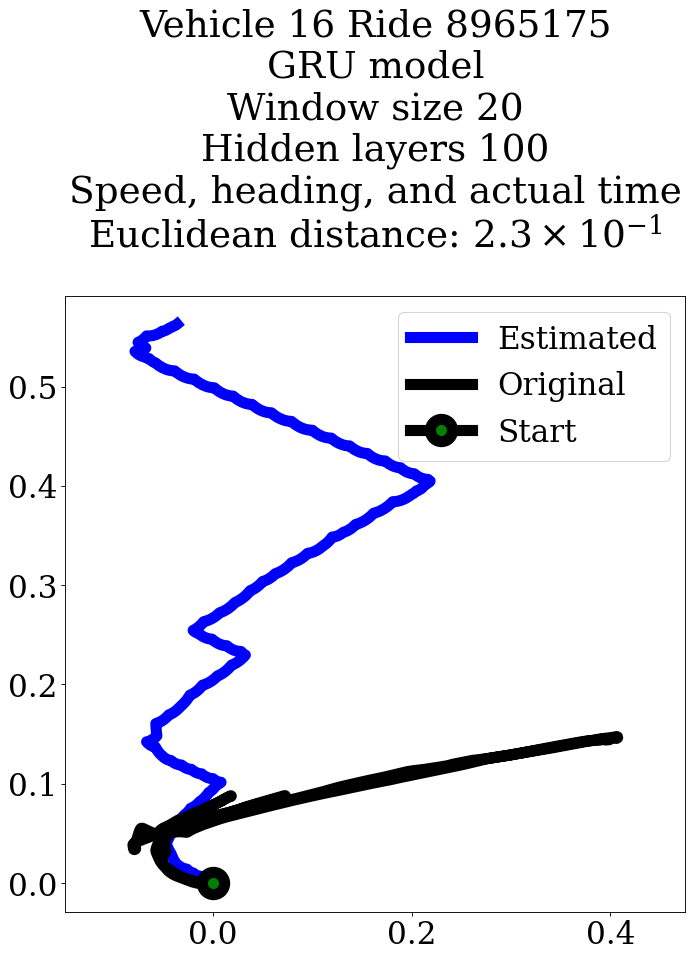 Vehicle 16 Ride 8965175
GRU model
Window size 20
Hidden layers 100
Speed, heading, and actual time
Euclidean distance: 2.3 × 10⁻¹
Estimated
Original
Start
0.5
0.4
0.3
0.2
0.1
0.0
0.0 0.2 0.4